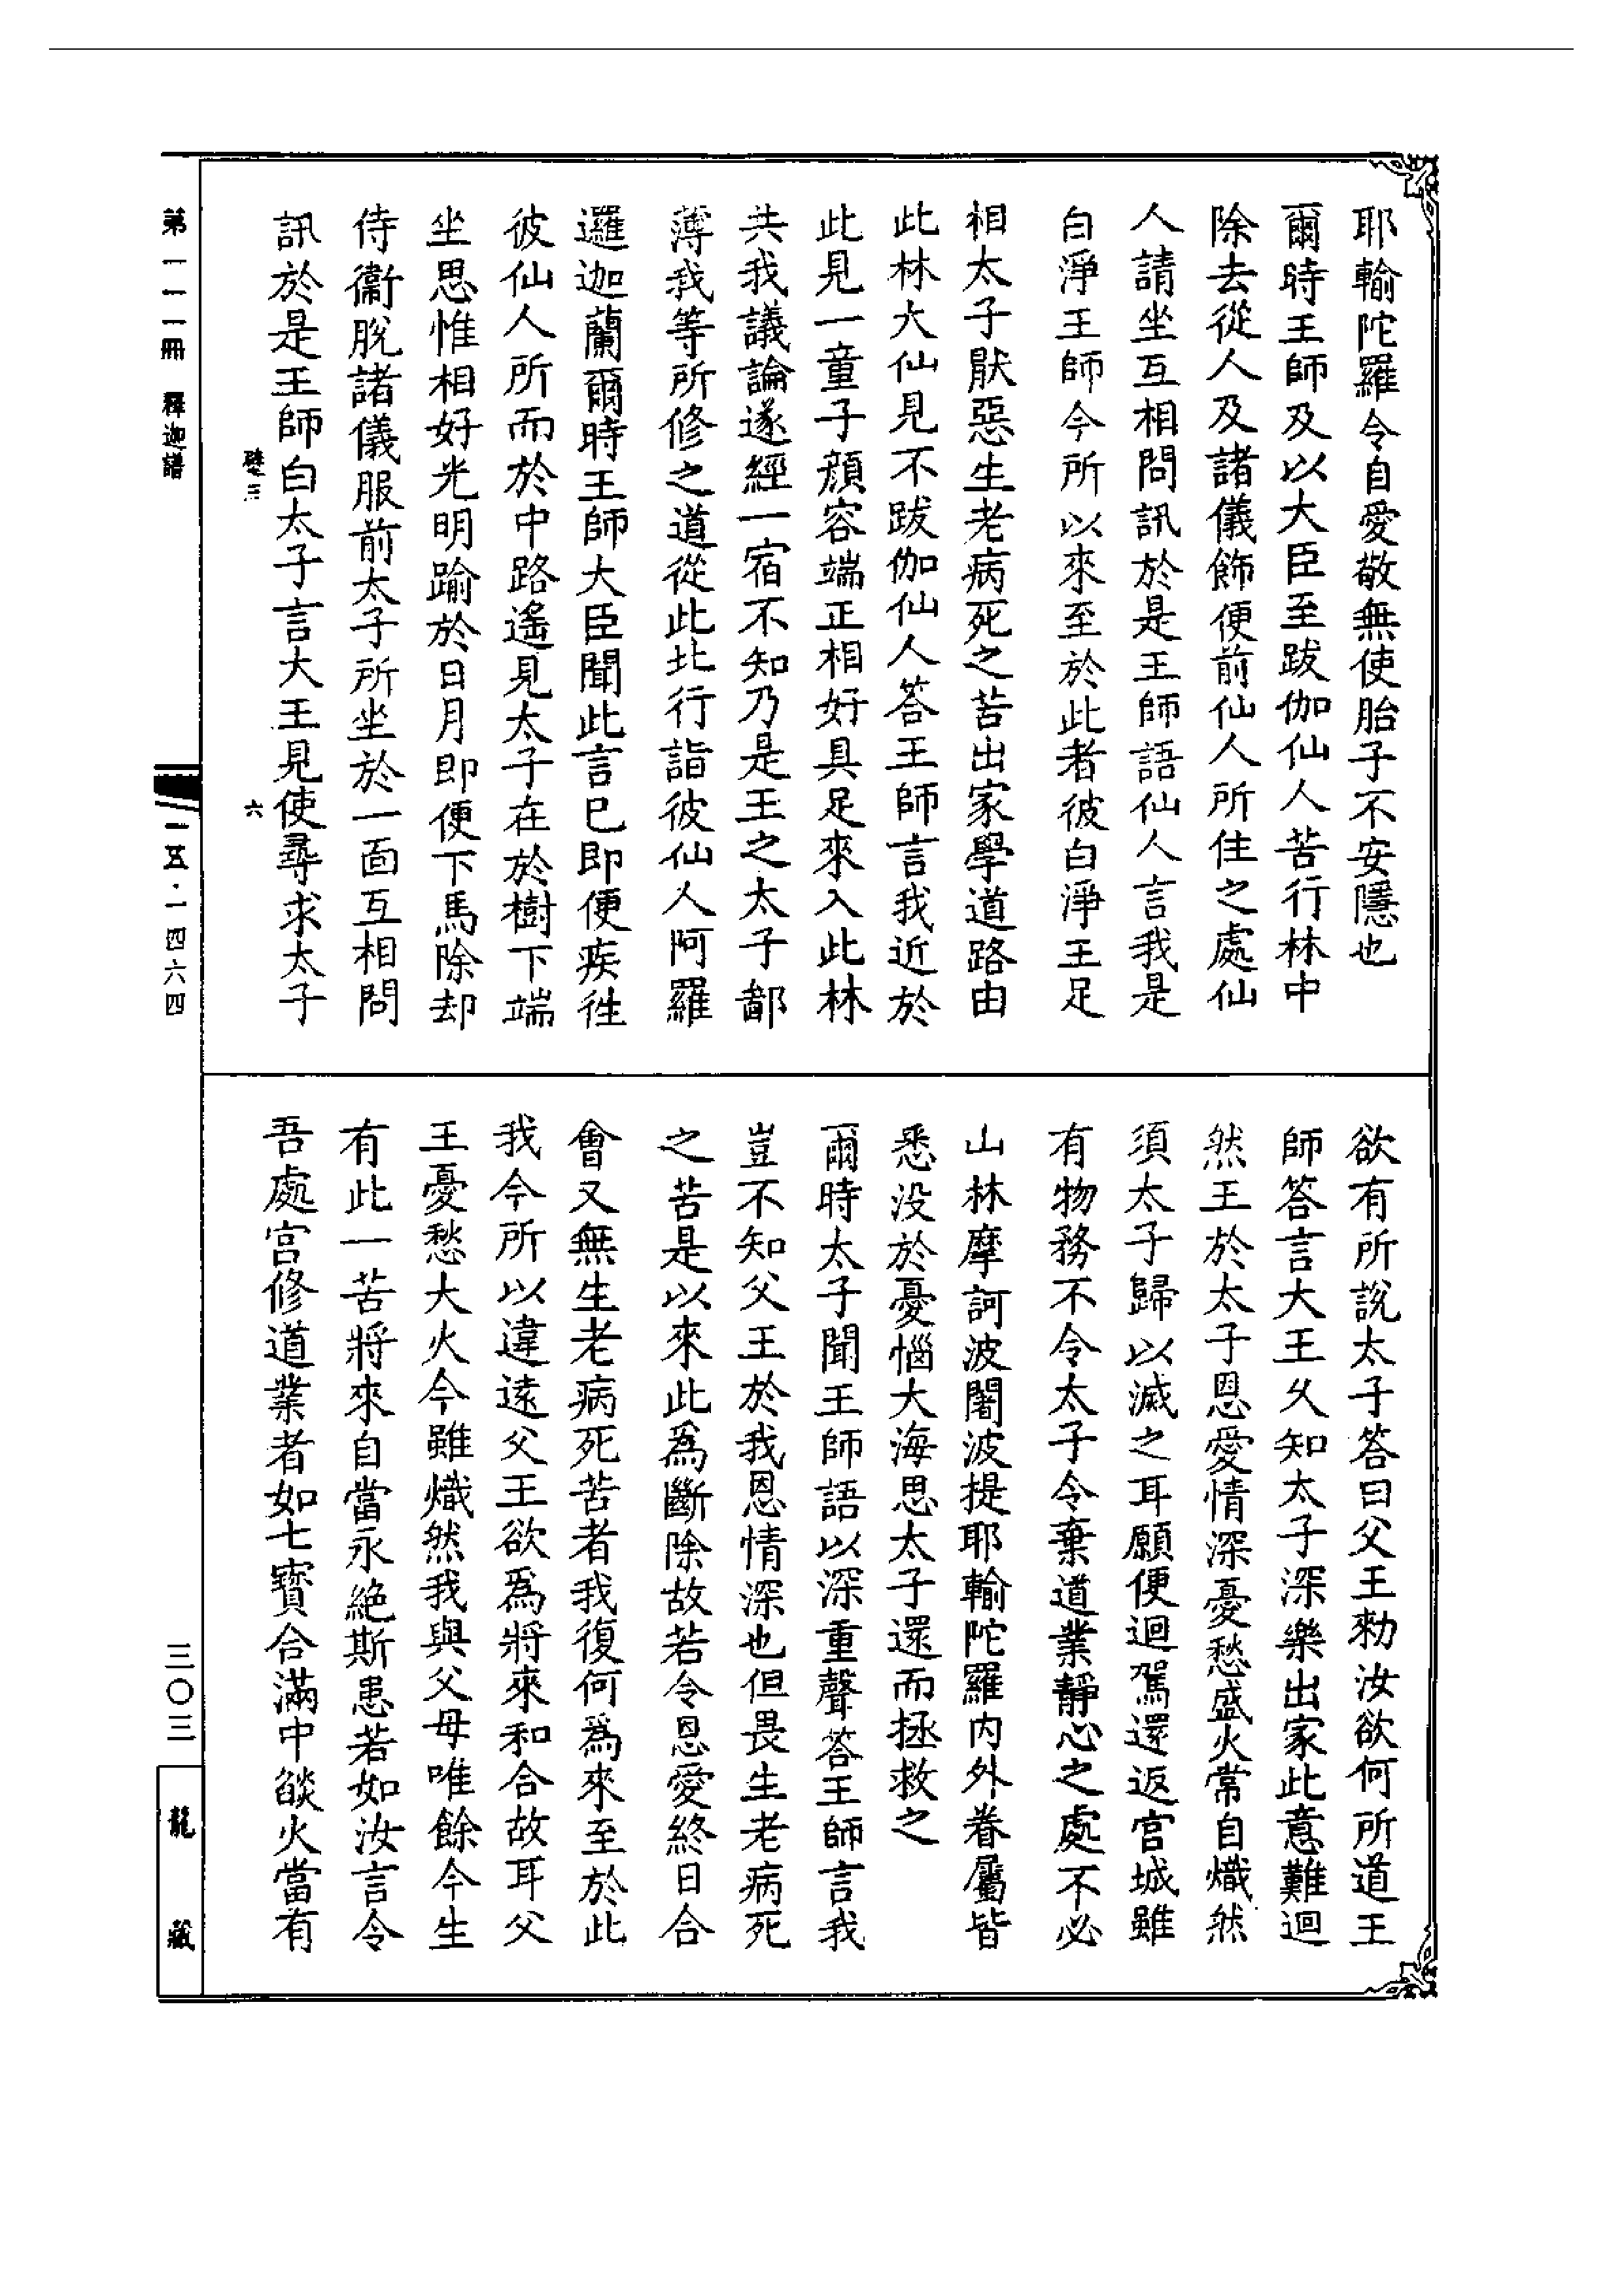 耶輸陀羅令自愛敬無使胎子不安隱也
爾時王師及以大臣至跋伽仙人苦行林中
除去從人及諸儀飾便前仙人所住之處仙
人請坐互相問訊於是王師語仙人言我是
白淨王師今所以來至於此者彼白淨王足
相太子猒惡生老病死之苦出家學道路由
此林大仙見不跋伽仙人答王師言我近於
此見一童子顏容端正相好具足來入此林
共我議論遂經一宿不知乃是王之太子鄙
薄我等所修之道從此北行詣彼仙人阿羅
邏迦蘭爾時王師大臣聞此言已即便疾徃
彼仙人所而於中路遙見太子在於樹下端
坐思惟相好光明踰於日月即便下馬除却
侍衞脫諸儀服前太子所坐於一面互相問
訊於是王師白太子言大王見使尋求太子
六
欲有所說太子答曰父王勑汝欲何所道王
師答言大王久知太子深樂出家此意難迴
然王於太子恩愛情深憂愁盛火常自熾然
須太子歸以滅之耳願便迴駕還返宮城雖
有物務不令太子令棄道業靜心之處不必
山林摩訶波闍波提耶輸陀羅內外眷屬皆
悉没於憂惱大海思太子還而拯救之
爾時太子聞王師語以深重聲答王師言我
豈不知父王於我恩情深也但畏生老病死
之苦是以來此爲斷除故若令恩愛終日合
會又無生老病死苦者我復何爲來至於此
我今所以違遠父王欲爲將來和合故耳父
王憂愁大火今雖熾然我與父母唯餘今生
有此一苦將來自當永絕斯患若如汝言令
吾處宮修道業者如七寶合滿中燄火當有
第一一一冊 釋迦譜
一五·一四六四
三〇三
龍藏